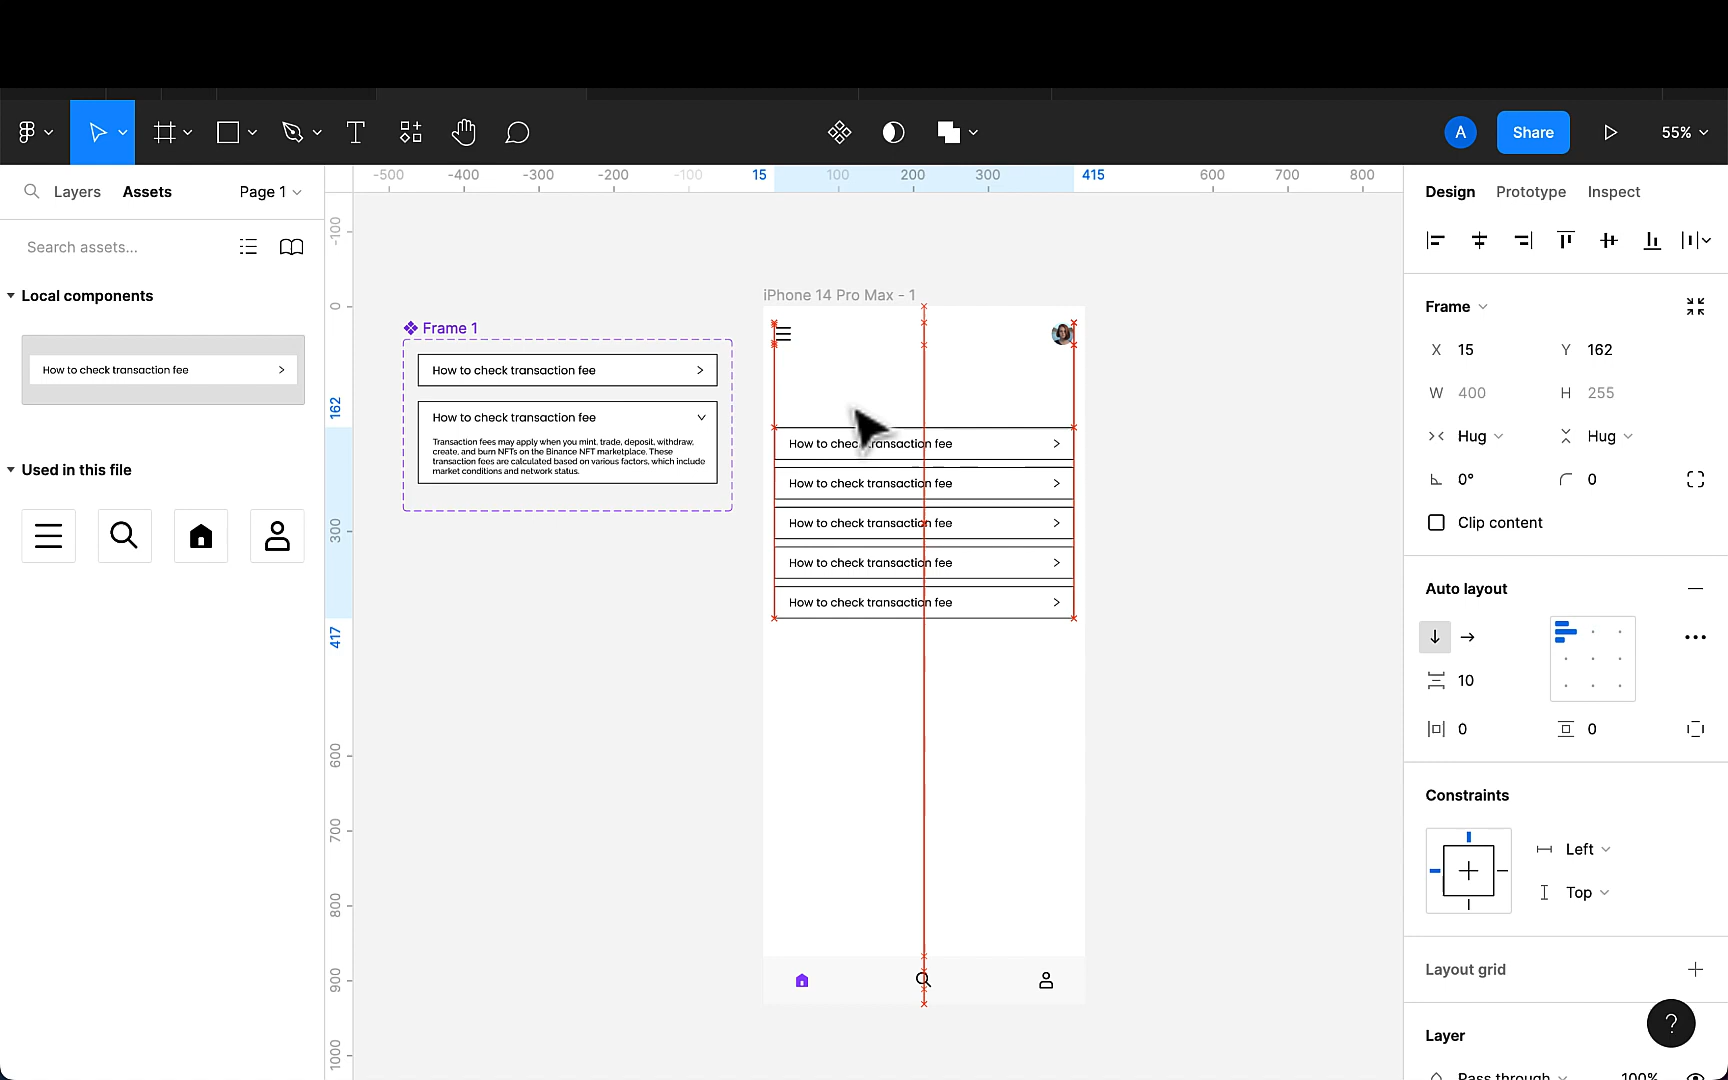 A
Share
55%
Layers
Assets
Page 1
Search assets...
Local components
How to check transaction fee
Used in this file
-500
-400
-300
-200
-100
15
100
200
300
415
600
700
800
-100
0
162
300
417
600
700
800
900
1000
Frame 1
How to check transaction fee
How to check transaction fee
Transaction fees may apply when you mint, trade, deposit, withdraw,
create, and burn NFTs on the Binance NFT marketplace. These
transaction fees are calculated based on various factors, which include
market conditions and network status.
iPhone 14 Pro Max - 1
How to check transaction fee
How to check transaction fee
How to check transaction fee
How to check transaction fee
How to check transaction fee
Design
Prototype
Inspect
Frame
X 15
Y 162
W 400
H 255
Hug
Hug
0°
0
Clip content
Auto layout
10
0
0
Constraints
Left
Top
Layout grid
Layer
?
Pass through
100%